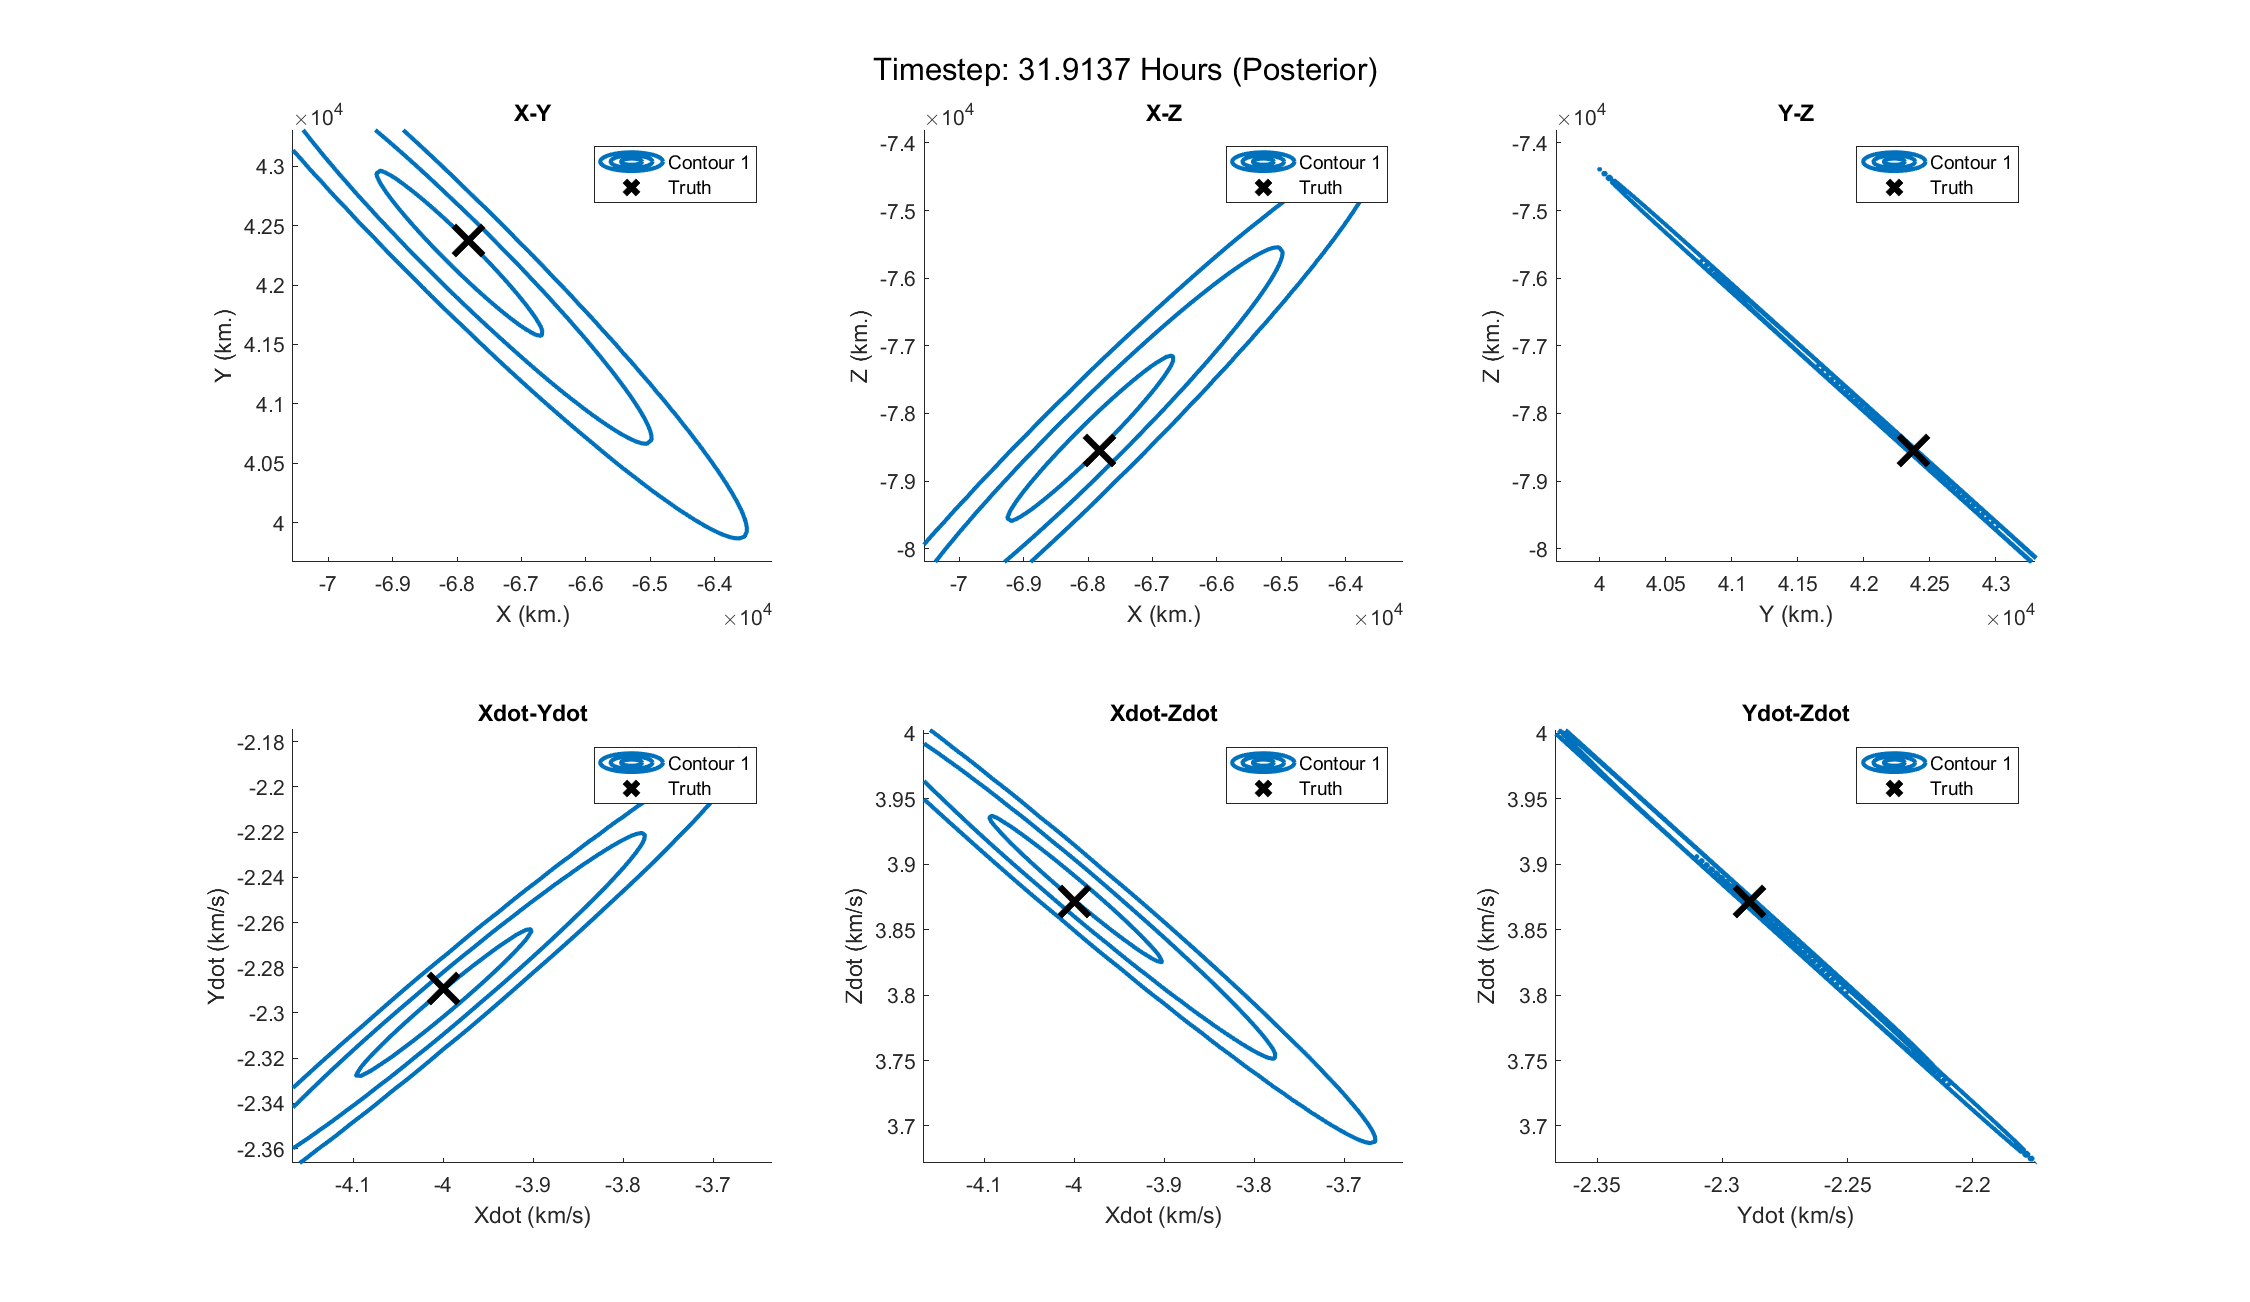 Timestep: 31.9137 Hours (Posterior)
X-Y
×10^4
4.3
4.25
4.2
4.15
4.1
4.05
4
Y (km.)
-7 -6.9 -6.8 -6.7 -6.6 -6.5 -6.4
X (km.)
×10^4
Contour 1
Truth
X-Z
×10^4
-7.4
-7.5
-7.6
-7.7
-7.8
-7.9
-8
Z (km.)
-7 -6.9 -6.8 -6.7 -6.6 -6.5 -6.4
X (km.)
×10^4
Contour 1
Truth
Y-Z
×10^4
-7.4
-7.5
-7.6
-7.7
-7.8
-7.9
-8
Z (km.)
4 4.05 4.1 4.15 4.2 4.25 4.3
Y (km.)
×10^4
Contour 1
Truth
Xdot-Ydot
-2.18
-2.2
-2.22
-2.24
-2.26
-2.28
-2.3
-2.32
-2.34
-2.36
Ydot (km/s)
-4.1 -4 -3.9 -3.8 -3.7
Xdot (km/s)
Contour 1
Truth
Xdot-Zdot
4
3.95
3.9
3.85
3.8
3.75
3.7
Zdot (km/s)
-4.1 -4 -3.9 -3.8 -3.7
Xdot (km/s)
Contour 1
Truth
Ydot-Zdot
4
3.95
3.9
3.85
3.8
3.75
3.7
Zdot (km/s)
-2.35 -2.3 -2.25 -2.2
Ydot (km/s)
Contour 1
Truth